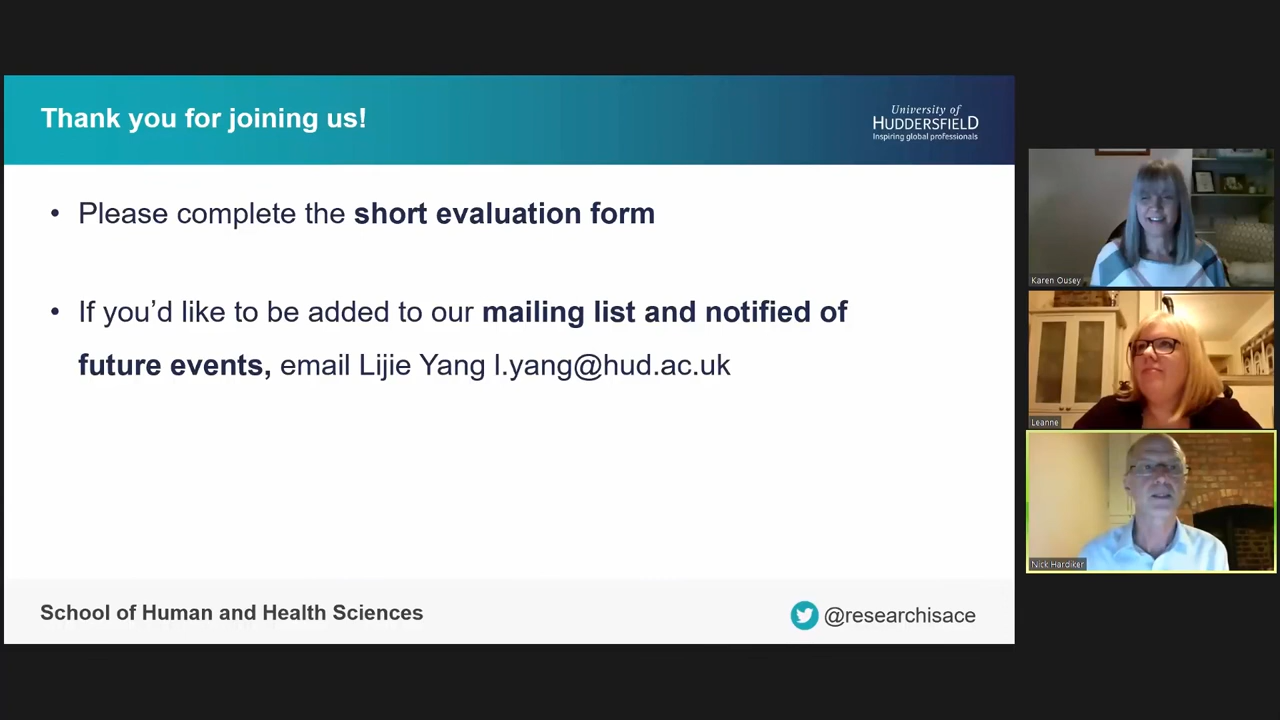 Thank you for joining us!
University of
HUDDERSFIELD
Inspiring global professionals
• Please complete the short evaluation form
• If you’d like to be added to our mailing list and notified of
future events, email Lijie Yang l.yang@hud.ac.uk
School of Human and Health Sciences
@researchisace
Karen Ousey
Leanne
Nick Hardiker